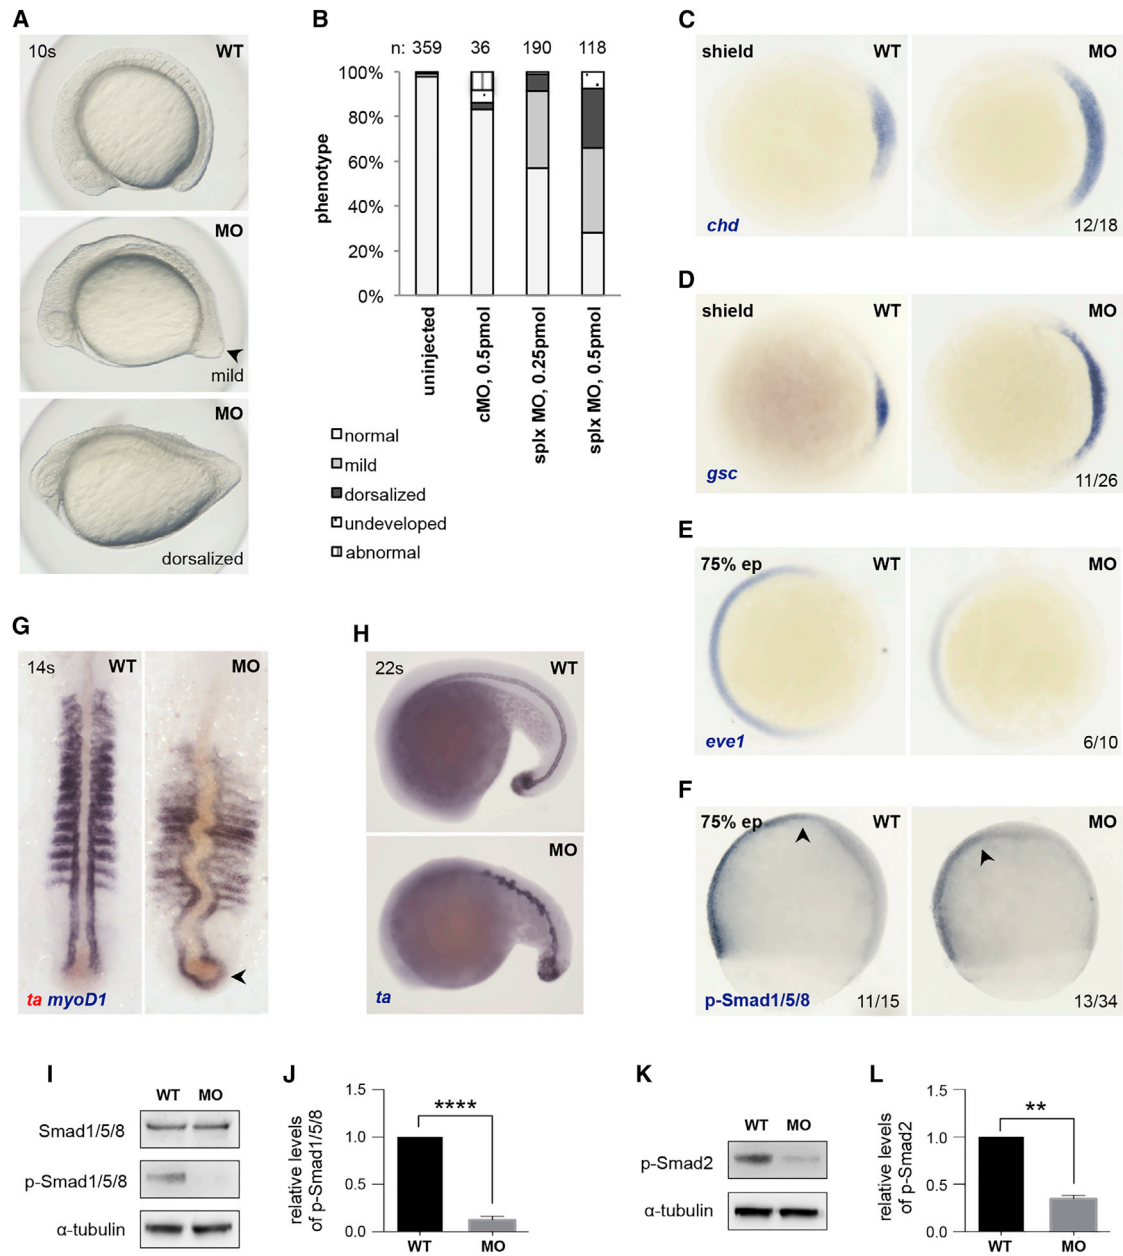 A
10s
WT
MO
mild
MO
dorsalized
B
n: 359 36 190 118
100%
80%
60%
40%
20%
0%
phenotype
uninjected
cMO, 0.5pmol
splx MO, 0.25pmol
splx MO, 0.5pmol
normal
mild
dorsalized
undeveloped
abnormal
C
shield
WT
MO
chd
12/18
D
shield
WT
MO
gsc
11/26
E
75% ep
WT
MO
eve1
6/10
F
75% ep
WT
MO
p-Smad1/5/8
11/15
13/34
G
14s
WT
MO
ta myoD1
H
22s
WT
MO
ta
I
WT MO
Smad1/5/8
p-Smad1/5/8
α-tubulin
J
relative levels
of p-Smad1/5/8
1.5
1.0
0.5
0.0
****
WT MO
K
WT MO
p-Smad2
α-tubulin
L
relative levels
of p-Smad2
1.5
1.0
0.5
0.0
**
WT MO